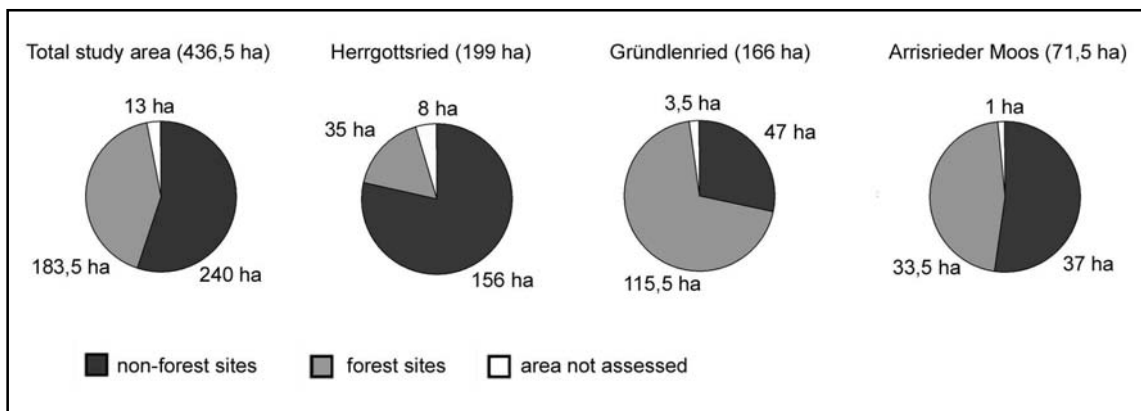 Total study area (436,5 ha)
Herrgottsried (199 ha)
Gründlenried (166 ha)
Arrisrieder Moos (71,5 ha)
13 ha
183,5 ha
240 ha
8 ha
35 ha
156 ha
3,5 ha
47 ha
115,5 ha
1 ha
33,5 ha
37 ha
non-forest sites
forest sites
area not assessed